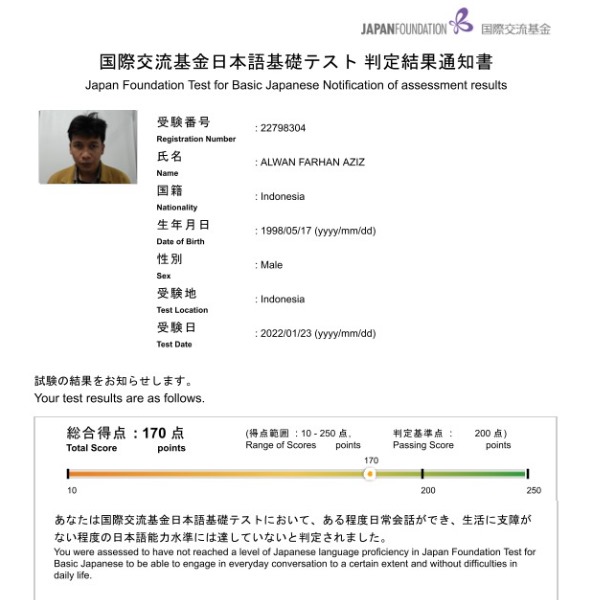 JAPANFOUNDATION 国際交流基金
国際交流基金日本語基礎テスト 判定結果通知書
Japan Foundation Test for Basic Japanese Notification of assessment results
受験番号 : 22798304
Registration Number
氏名 : ALWAN FARHAN AZIZ
Name
国籍 : Indonesia
Nationality
生年月日 : 1998/05/17 (yyyy/mm/dd)
Date of Birth
性別 : Male
Sex
受験地 : Indonesia
Test Location
受験日 : 2022/01/23 (yyyy/mm/dd)
Test Date
試験の結果をお知らせします。
Your test results are as follows.
総合得点 : 170 点 (得点範囲 : 10 - 250 点, 判定基準点 : 200 点)
Total Score points Range of Scores points Passing Score points
170
10 200 250
あなたは国際交流基金日本語基礎テストにおいて、ある程度日常会話ができ、生活に支障が
ない程度の日本語能力水準には達していないと判定されました。
You were assessed to have not reached a level of Japanese language proficiency in Japan Foundation Test for
Basic Japanese to be able to engage in everyday conversation to a certain extent and without difficulties in
daily life.